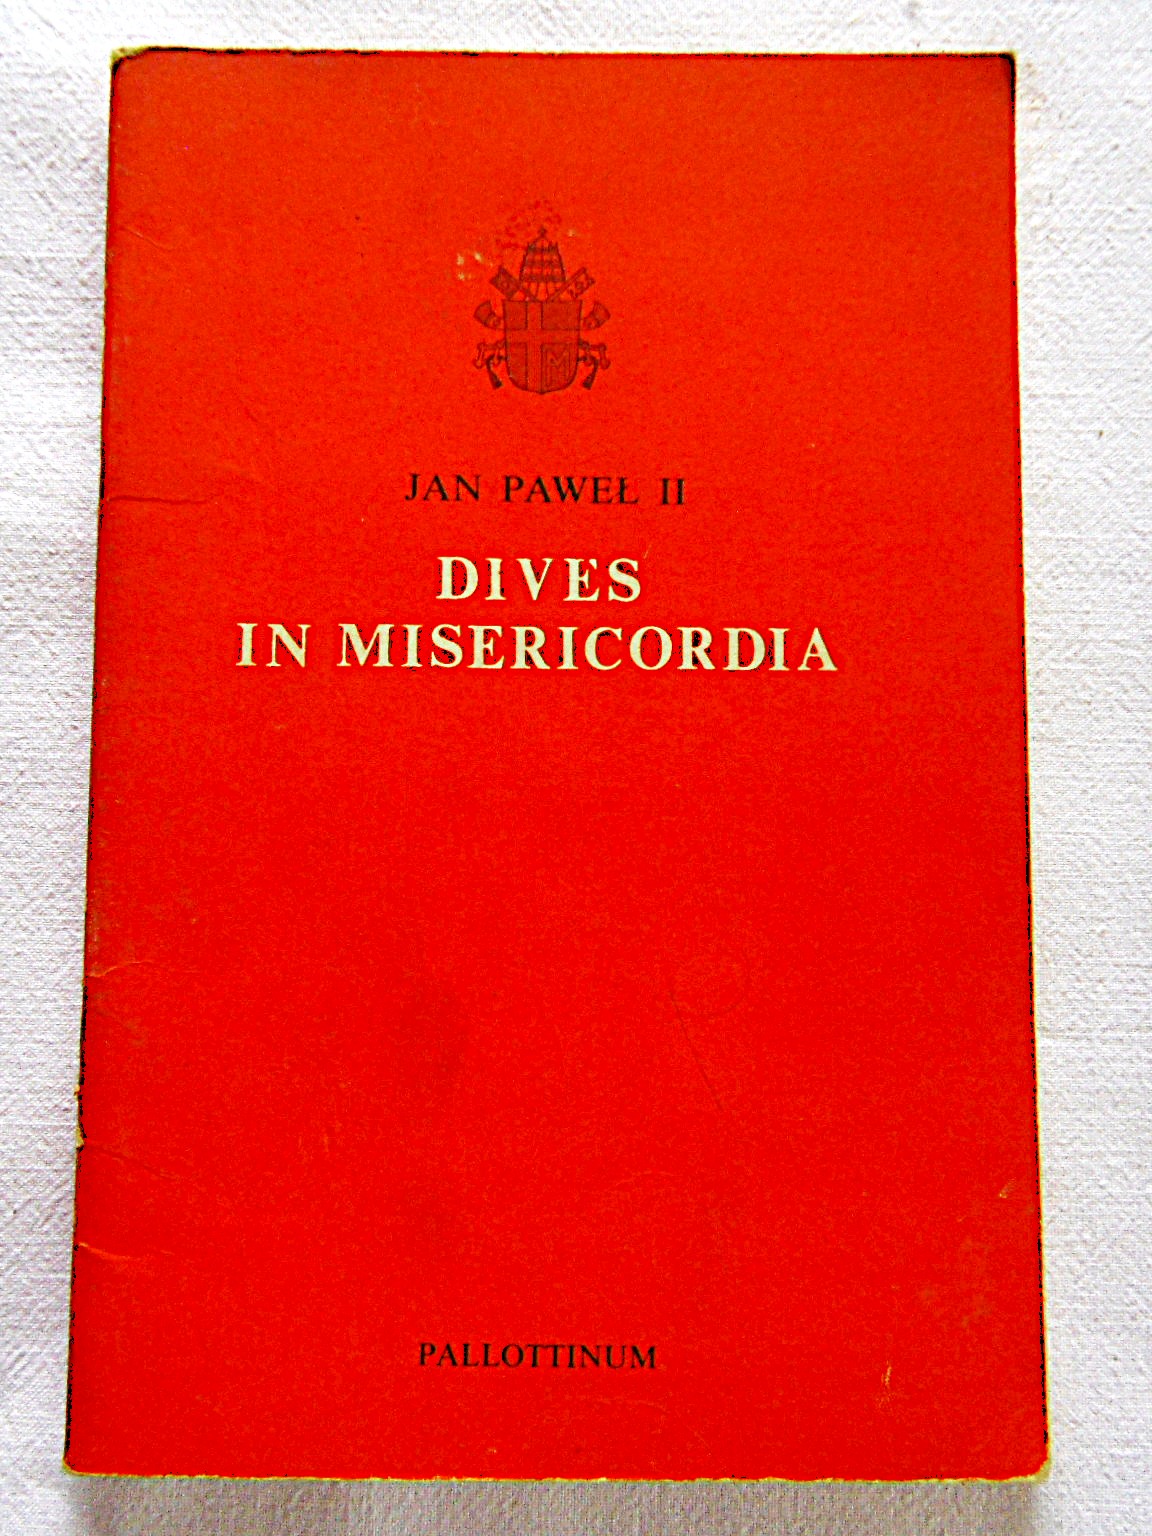 JAN PAWEŁ II
DIVES
IN MISERICORDIA
PALLOTTINUM